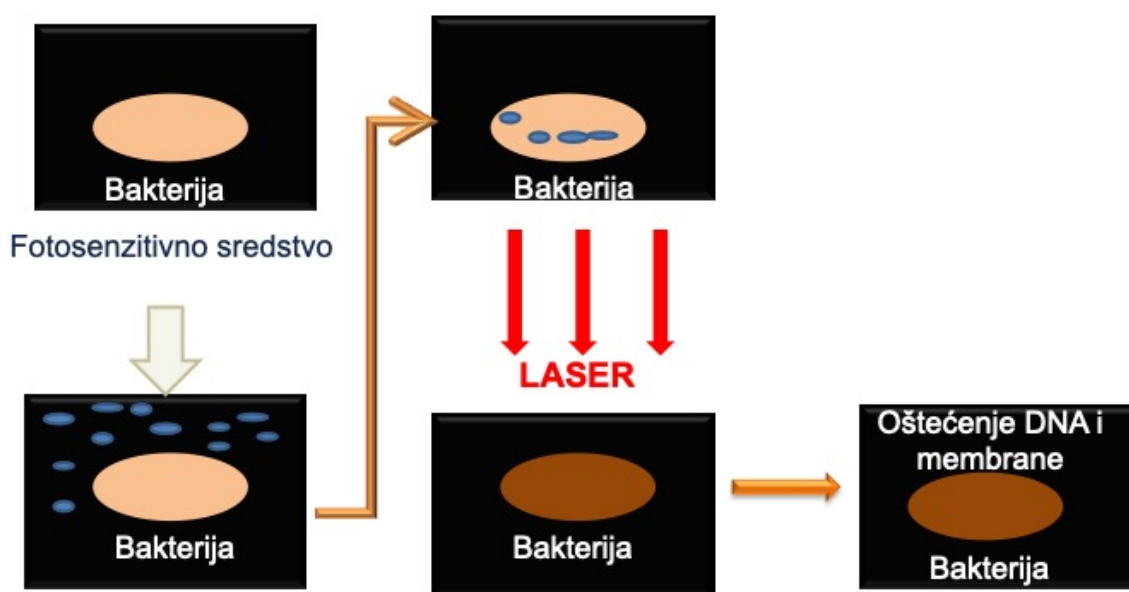 Bakterija
Fotosenzitivno sredstvo
Bakterija
Bakterija
LASER
Bakterija
Oštećenje DNA i
membrane
Bakterija